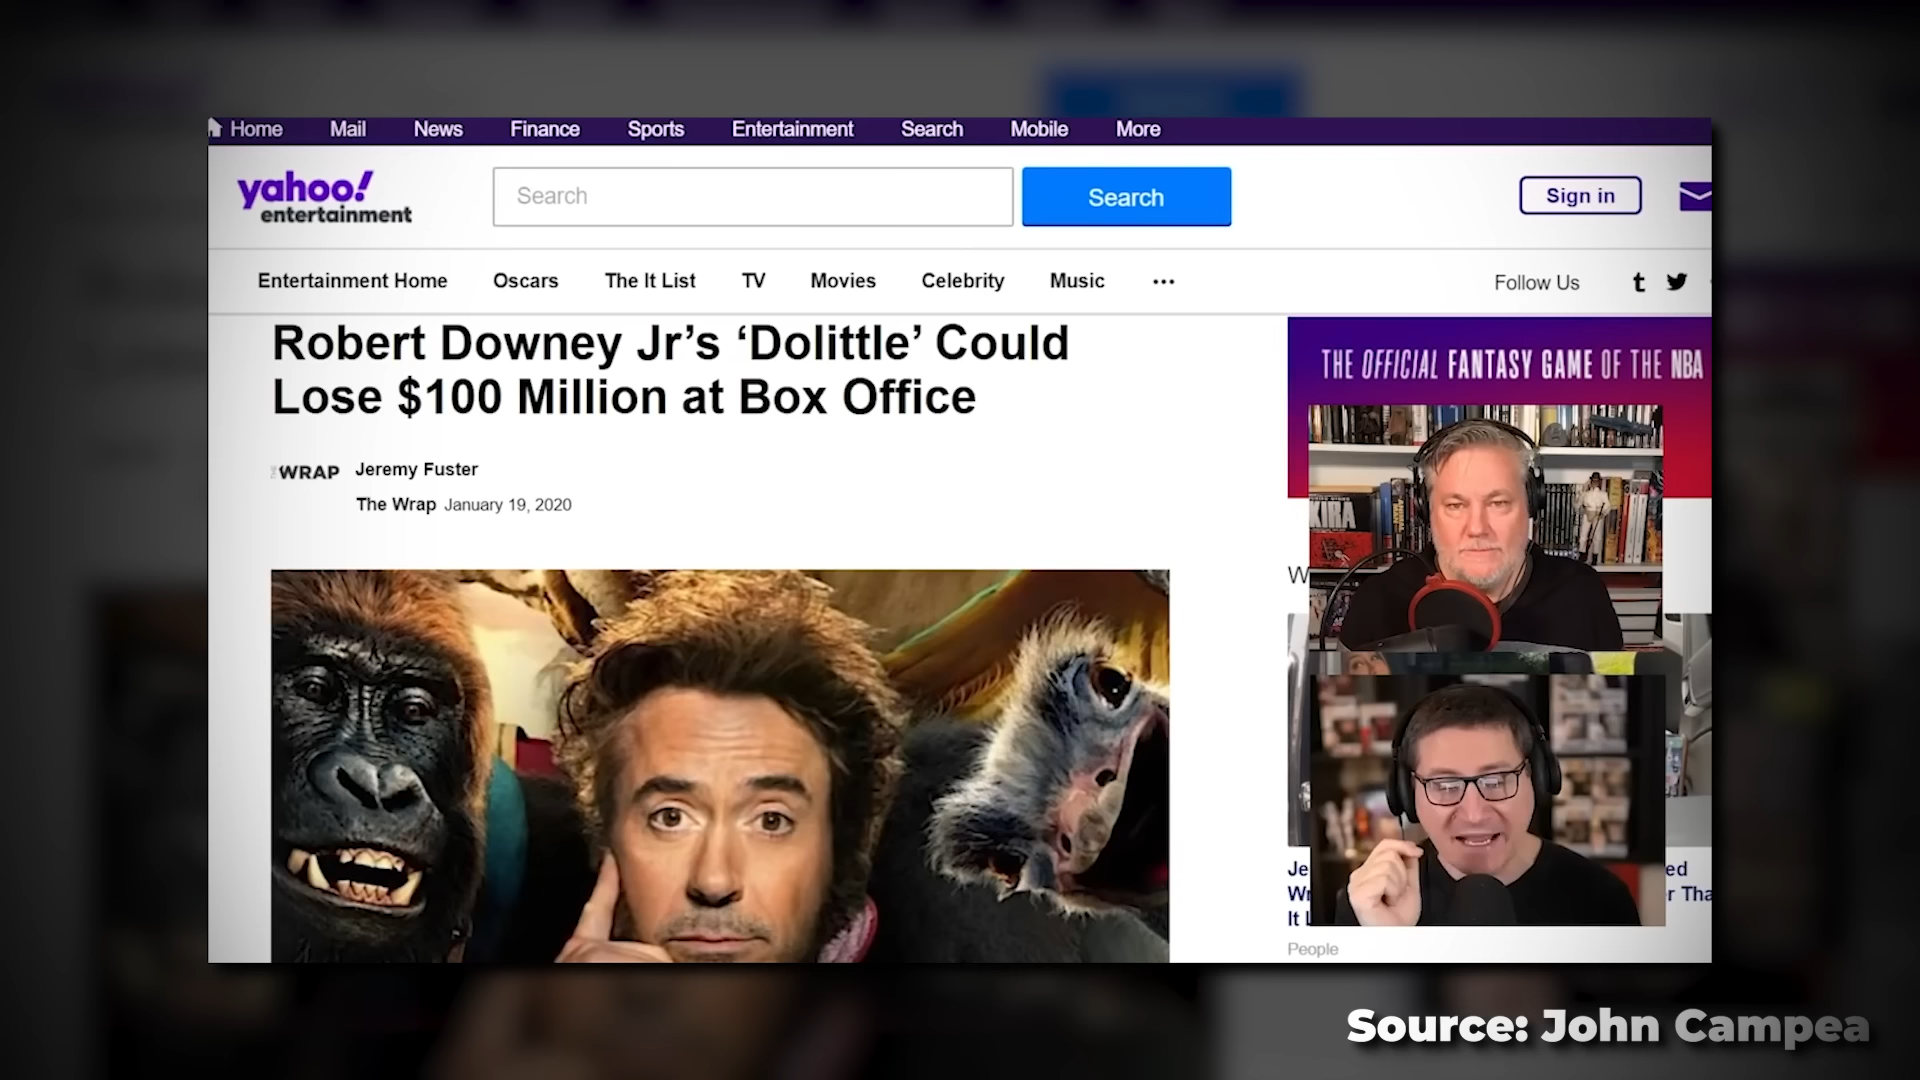 Home Mail News Finance Sports Entertainment Search Mobile More
yahoo!
entertainment
Search
Search
Sign in
Entertainment Home Oscars The It List TV Movies Celebrity Music ...
Follow Us
Robert Downey Jr’s ‘Dolittle’ Could
Lose $100 Million at Box Office
THE OFFICIAL FANTASY GAME OF THE NBA
THE WRAP
Jeremy Fuster
The Wrap January 19, 2020
AKIRA
People
Source: John Campea